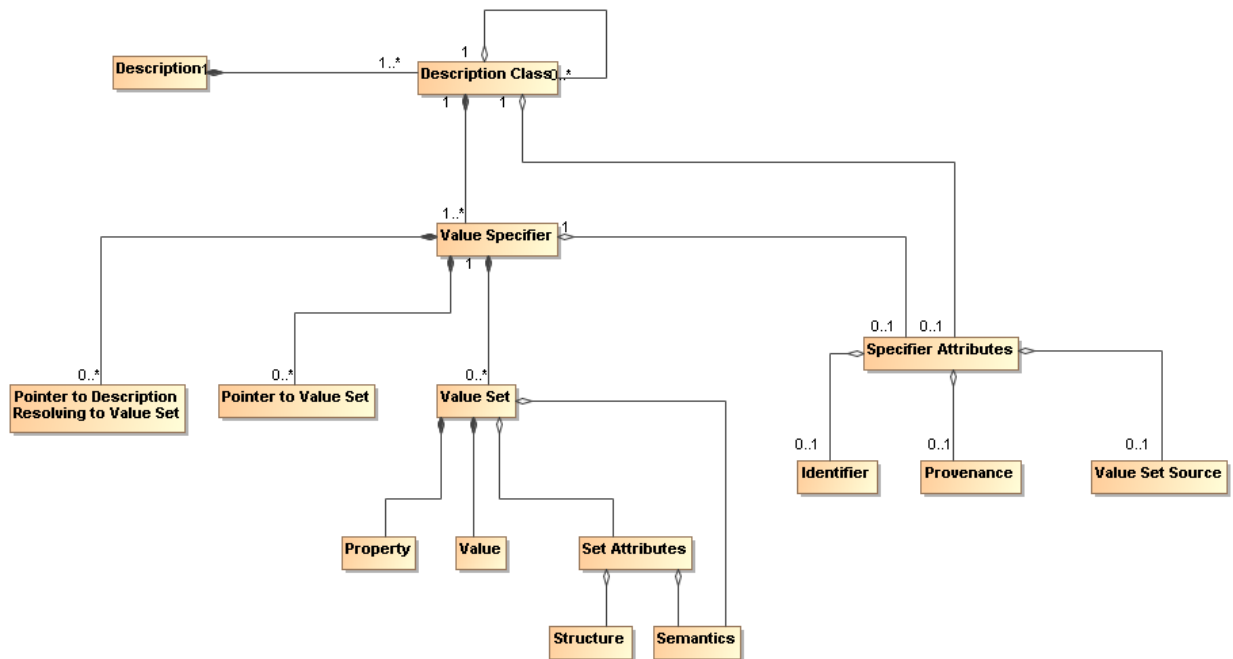 1
0..*
1..*
Description
1
Description Class
1
1
1..*
Value Specifier
1
1
0..1
0..1
Specifier Attributes
0..*
0..*
0..*
Pointer to Description
Resolving to Value Set
Pointer to Value Set
Value Set
0..1
0..1
0..1
Identifier
Provenance
Value Set Source
Property
Value
Set Attributes
Structure
Semantics